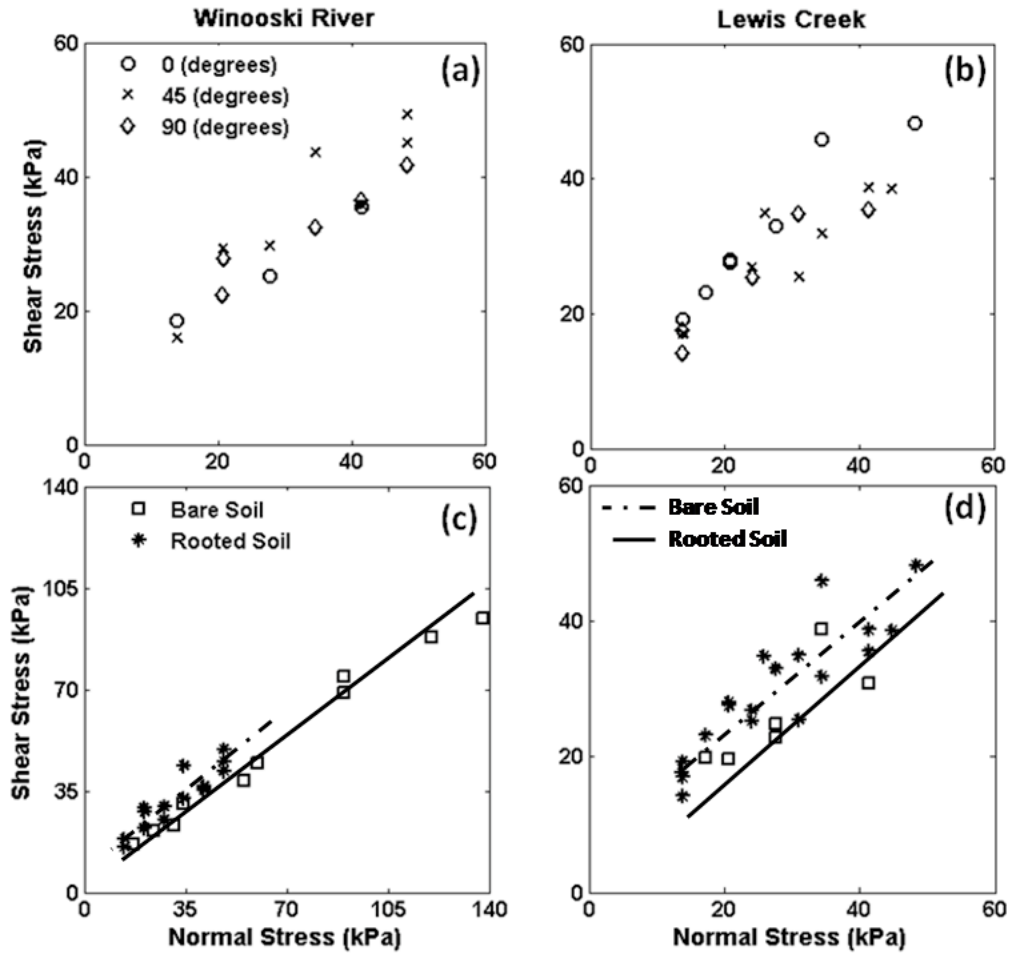 Winooski River
Lewis Creek
60
40
20
0
Shear Stress (kPa)
0 (degrees)
45 (degrees)
90 (degrees)
(a)
0
20
40
60
60
40
20
0
(b)
0
20
40
60
140
105
70
35
0
Shear Stress (kPa)
Bare Soil
Rooted Soil
(c)
0
35
70
105
140
Normal Stress (kPa)
60
40
20
0
Bare Soil
Rooted Soil
(d)
0
20
40
60
Normal Stress (kPa)